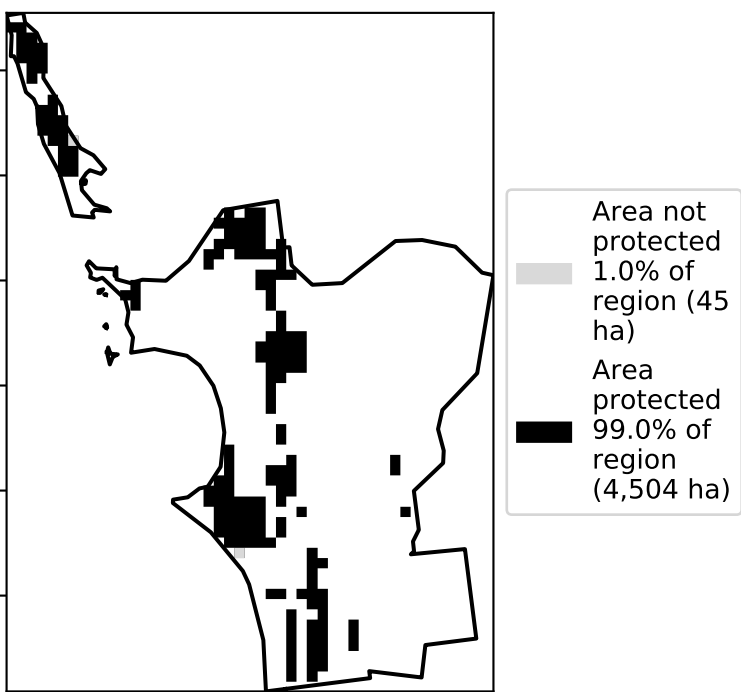 Area not
protected
1.0% of
region (45
ha)
Area
protected
99.0% of
region
(4,504 ha)